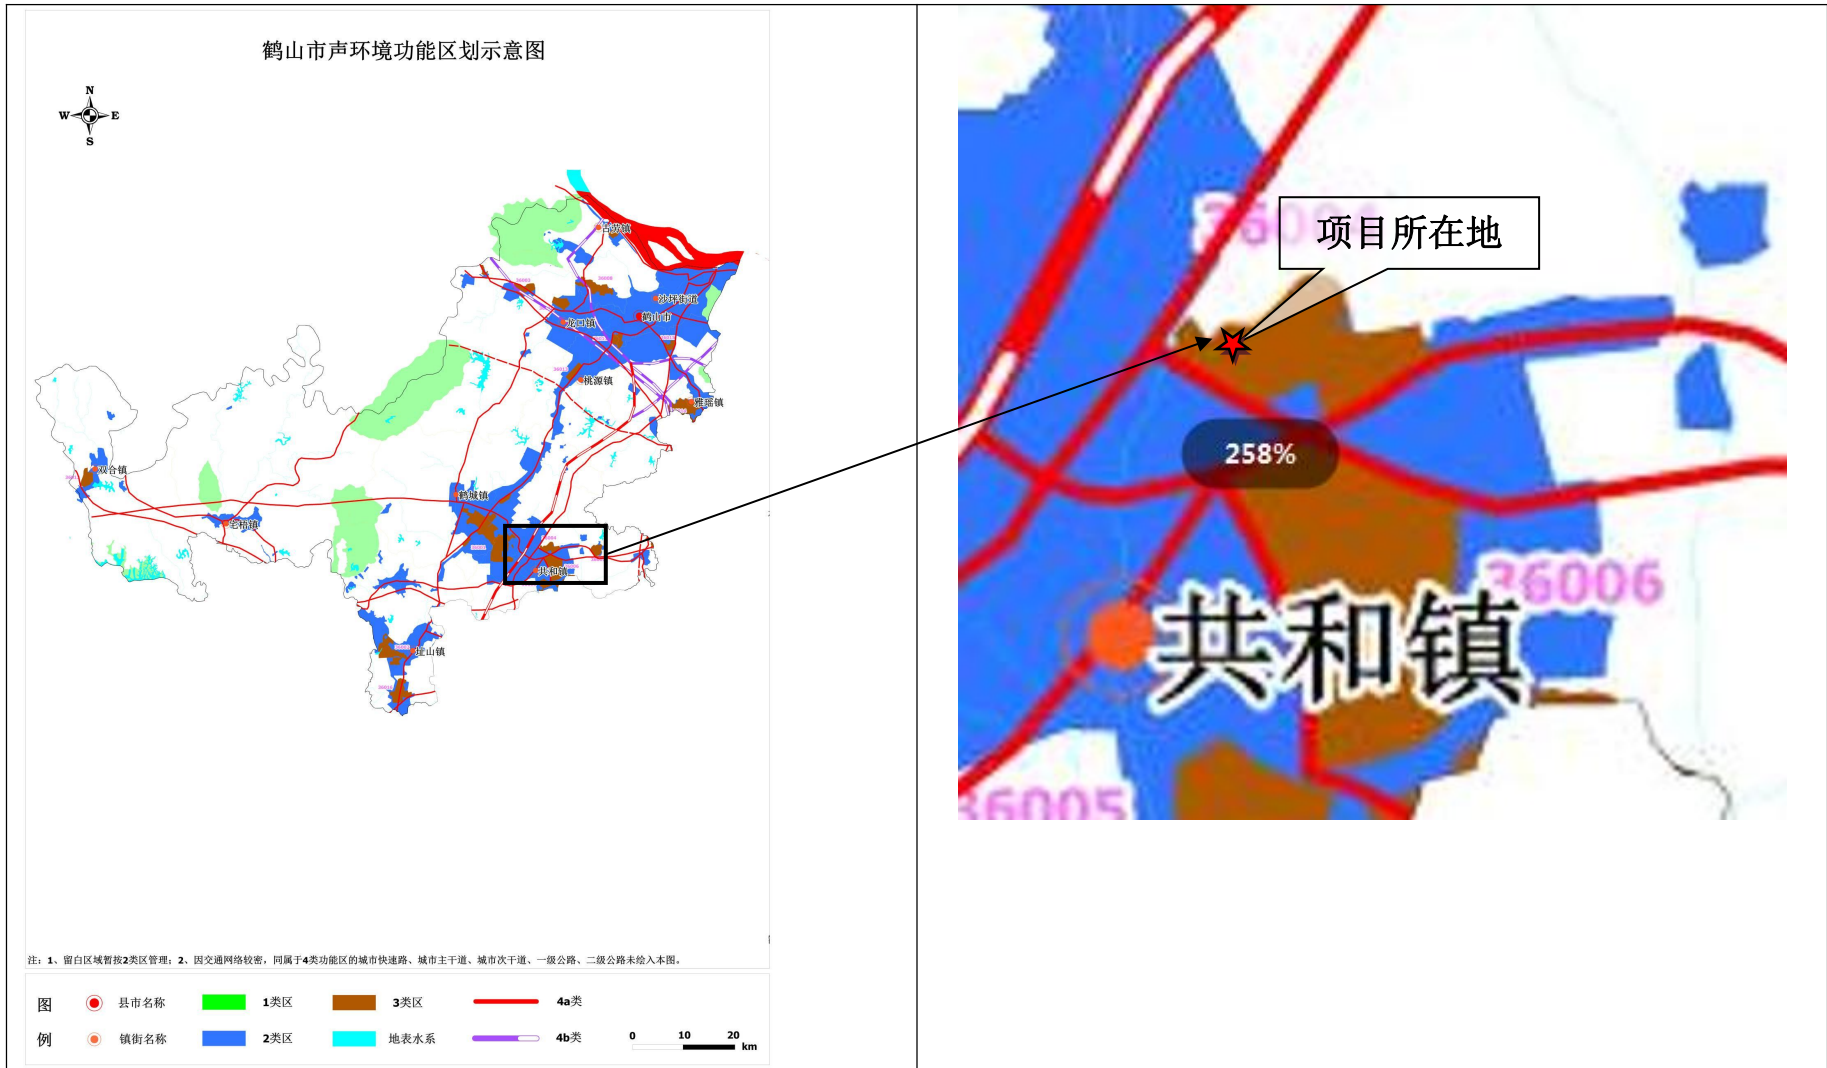 鹤山市声环境功能区划示意图
N
W E
S
古劳镇
沙坪街道
鹤山市
龙口镇
桃源镇
雅瑶镇
双合镇
鹤城镇
宅梧镇
共和镇
址山镇
注：1、留白区域暂按2类区管理；2、因交通网络较密，同属于4类功能区的城市快速路、城市主干道、城市次干道、一级公路、二级公路未绘入本图。
图例
县市名称 1类区 3类区 4a类
镇街名称 2类区 地表水系 4b类
0 10 20 km
项目所在地
258%
36006
共和镇
36005